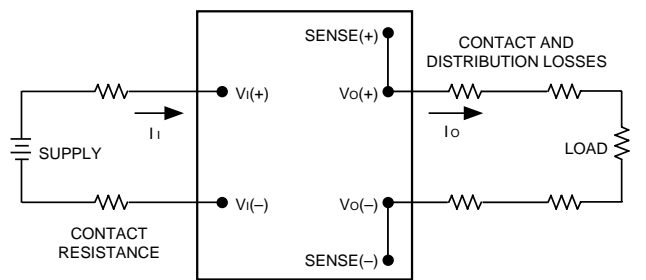 SENSE(+)
CONTACT AND
DISTRIBUTION LOSSES
VI(+)
VO(+)
II
IO
SUPPLY
LOAD
VI(–)
VO(–)
CONTACT
RESISTANCE
SENSE(–)